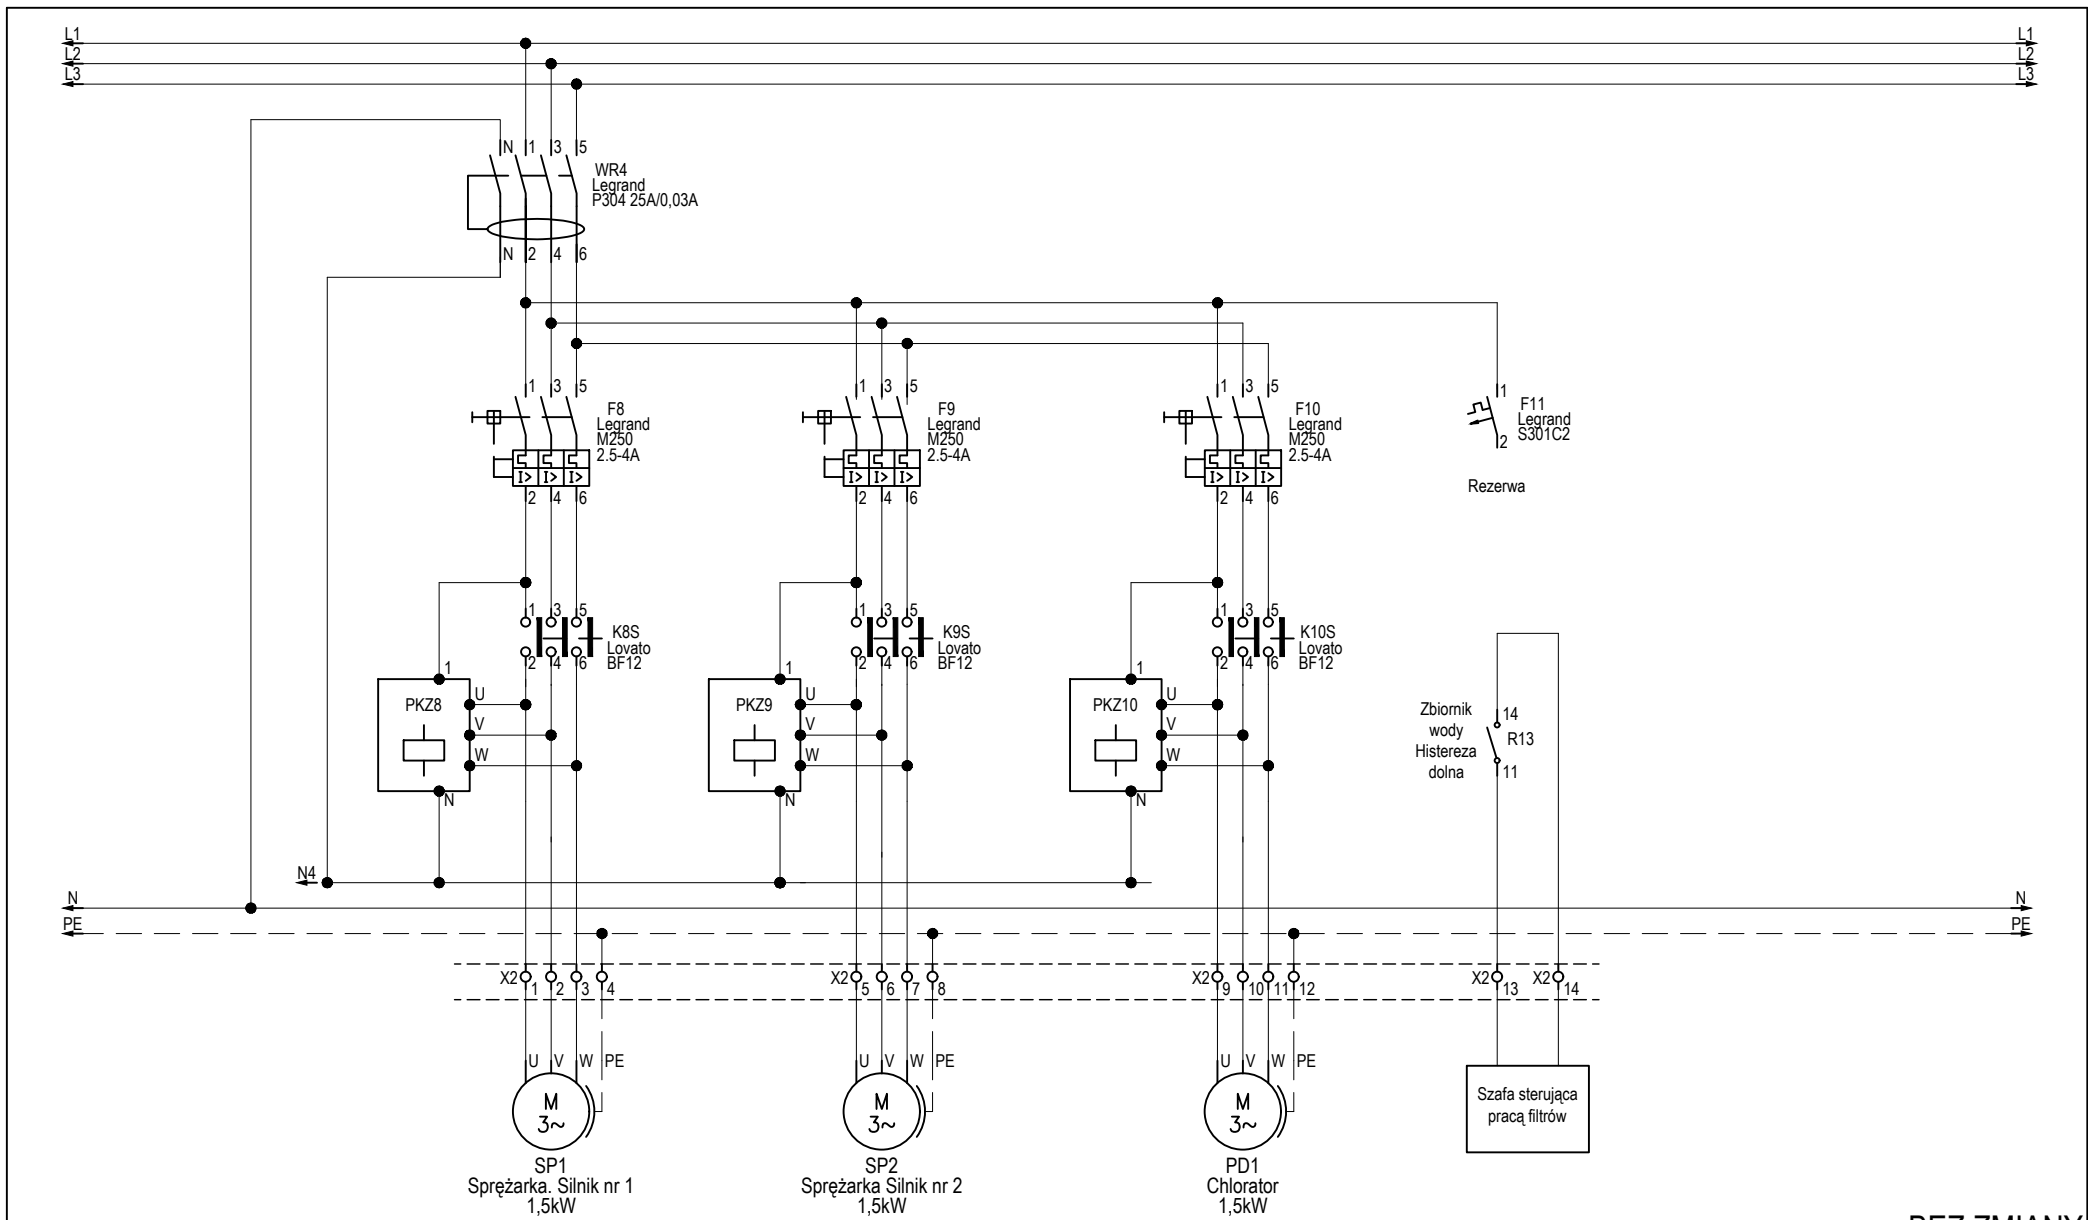 L1 L1
L2 L2
L3 L3
N 1 3 5
WR4
Legrand
P304 25A/0,03A
N 2 4 6
1 3 5
F8
Legrand
M250
2.5-4A
I> I> I>
2 4 6
1 3 5
F9
Legrand
M250
2.5-4A
I> I> I>
2 4 6
1 3 5
F10
Legrand
M250
2.5-4A
I> I> I>
2 4 6
1
F11
Legrand
S301C2
2
Rezerwa
1 3 5
K8S
Lovato
BF12
2 4 6
1 3 5
K9S
Lovato
BF12
2 4 6
1 3 5
K10S
Lovato
BF12
2 4 6
1
PKZ8
U
V
W
N
1
PKZ9
U
V
W
N
1
PKZ10
U
V
W
N
Zbiornik
wody
Histereza
dolna
14
R13
11
N4
N N
PE PE
X2 1 2 3 4
X2 5 6 7 8
X2 9 10 11 12
X2 13 X2 14
U V W PE
M
3~
SP1
Sprężarka. Silnik nr 1
1,5kW
U V W PE
M
3~
SP2
Sprężarka Silnik nr 2
1,5kW
U V W PE
M
3~
PD1
Chlorator
1,5kW
Szafa sterująca
pracą filtrów
BEZ ZMIANY